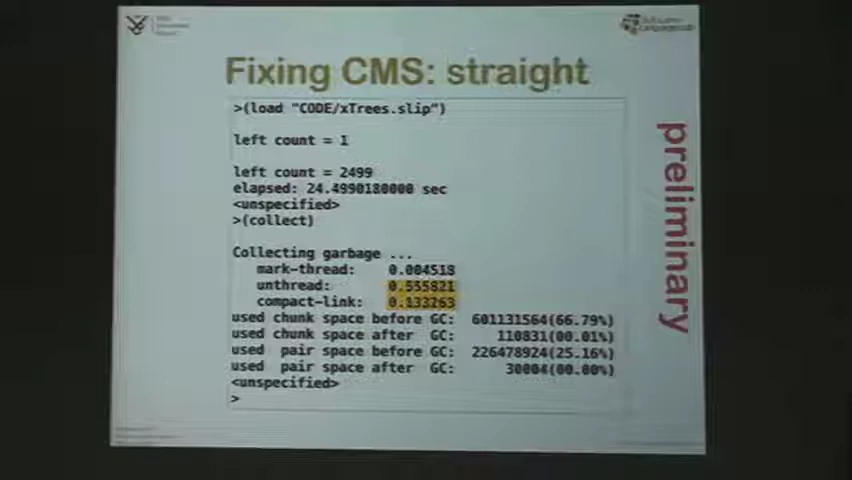 Fixing CMS: straight
>(load "CODE/xTrees.slip")
left count = 1
left count = 2499
elapsed: 24.4990180000 sec
<unspecified>
>(collect)
Collecting garbage ...
mark-thread: 0.004518
unthread: 0.555821
compact-link: 0.133263
used chunk space before GC: 601131564(66.79%)
used chunk space after GC: 110831(00.01%)
used pair space before GC: 226478924(25.16%)
used pair space after GC: 30004(00.00%)
<unspecified>
>
preliminary